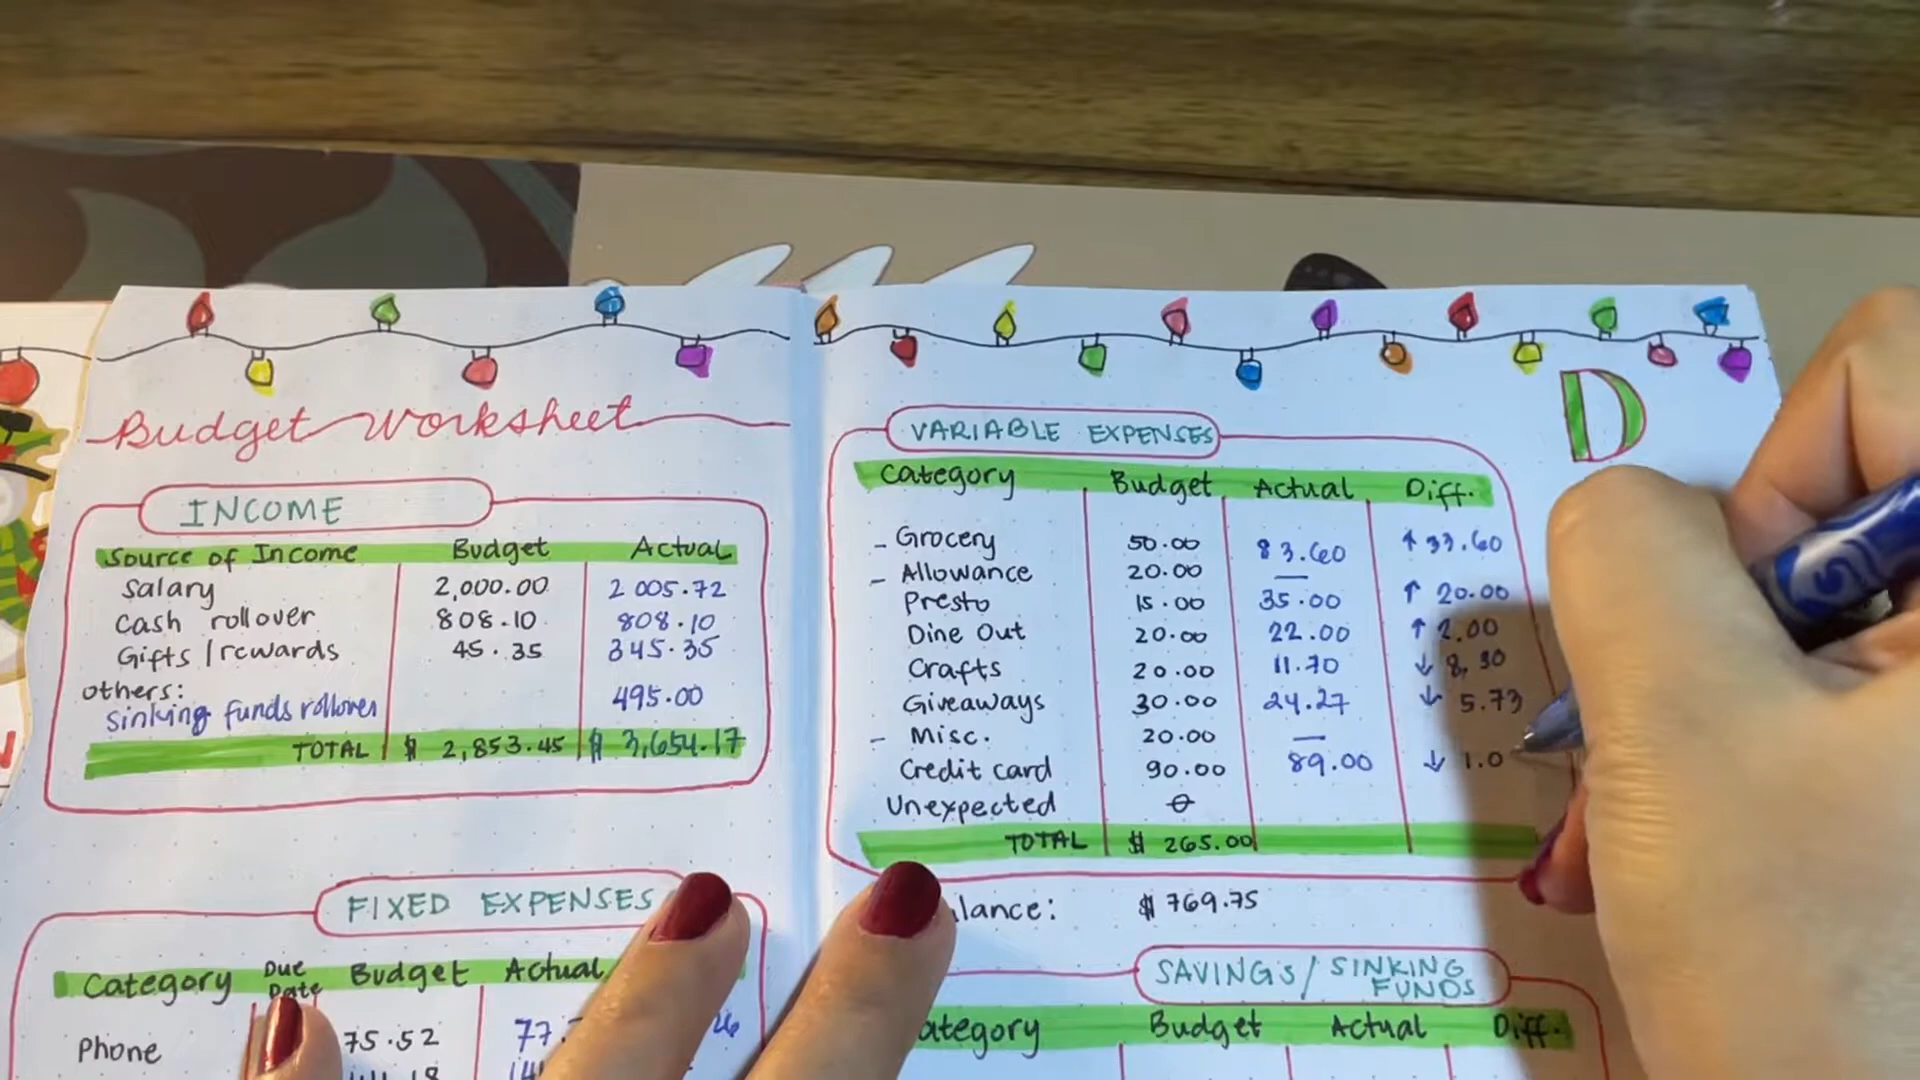 Budget Worksheet
INCOME
Source of Income Budget Actual
Salary 2,000.00 2005.72
Cash rollover 808.10 808.10
Gifts/rewards 45.35 345.35
others:
sinking funds rollover 495.00
TOTAL $ 2,853.45 $ 3,654.17
FIXED EXPENSES
Category Due Date Budget Actual
Phone 75.52
D
VARIABLE EXPENSES
Category Budget Actual Diff.
- Grocery 50.00 83.60 ↑ 33.60
- Allowance 20.00 —
Presto 15.00 35.00 ↑ 20.00
Dine Out 20.00 22.00 ↑ 2.00
Crafts 20.00 11.70 ↓ 8.30
Giveaways 30.00 24.27 ↓ 5.73
- Misc. 20.00 —
Credit card 90.00 89.00 ↓ 1.0
Unexpected 0
TOTAL $ 265.00
lance: $ 769.75
SAVINGS/SINKING FUNDS
ategory Budget Actual Diff.